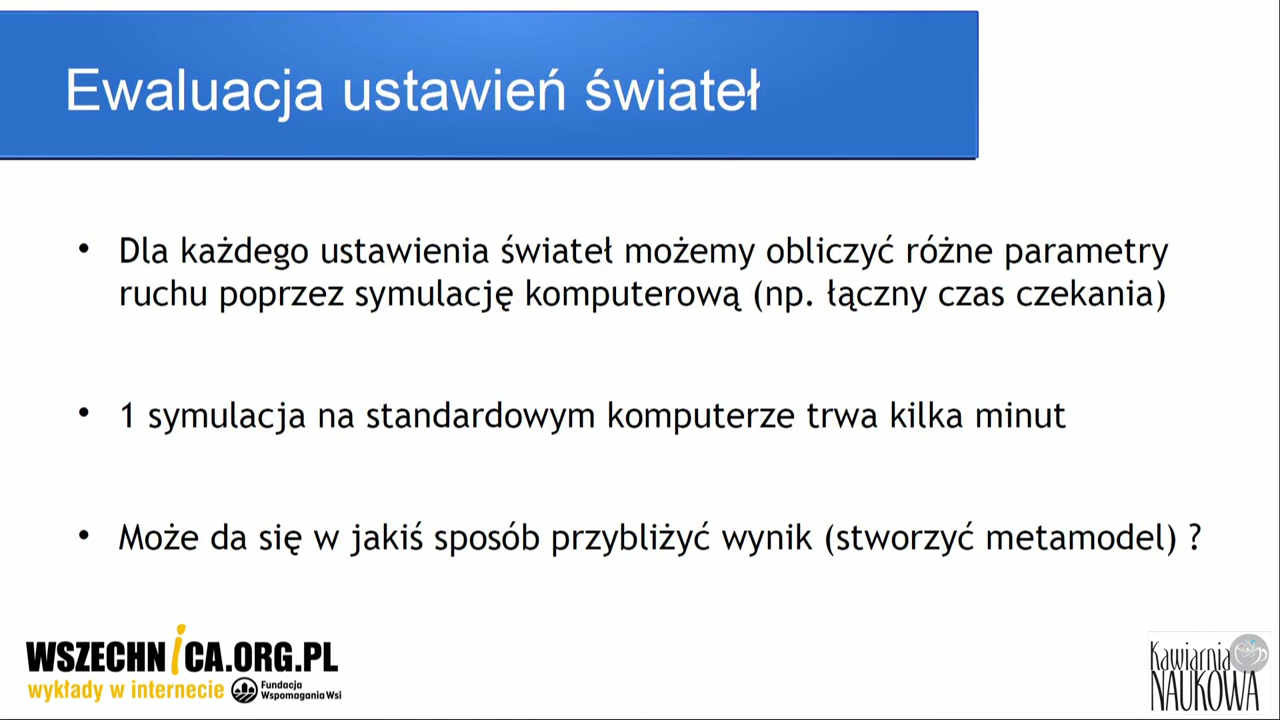 Ewaluacja ustawień świateł
• Dla każdego ustawienia świateł możemy obliczyć różne parametry
ruchu poprzez symulację komputerową (np. łączny czas czekania)
• 1 symulacja na standardowym komputerze trwa kilka minut
• Może da się w jakiś sposób przybliżyć wynik (stworzyć metamodel) ?
WSZECHNiCA.ORG.PL
wykłady w internecie
Fundacja
Wspomagania Wsi
Kawiarnia
NAUKOWA